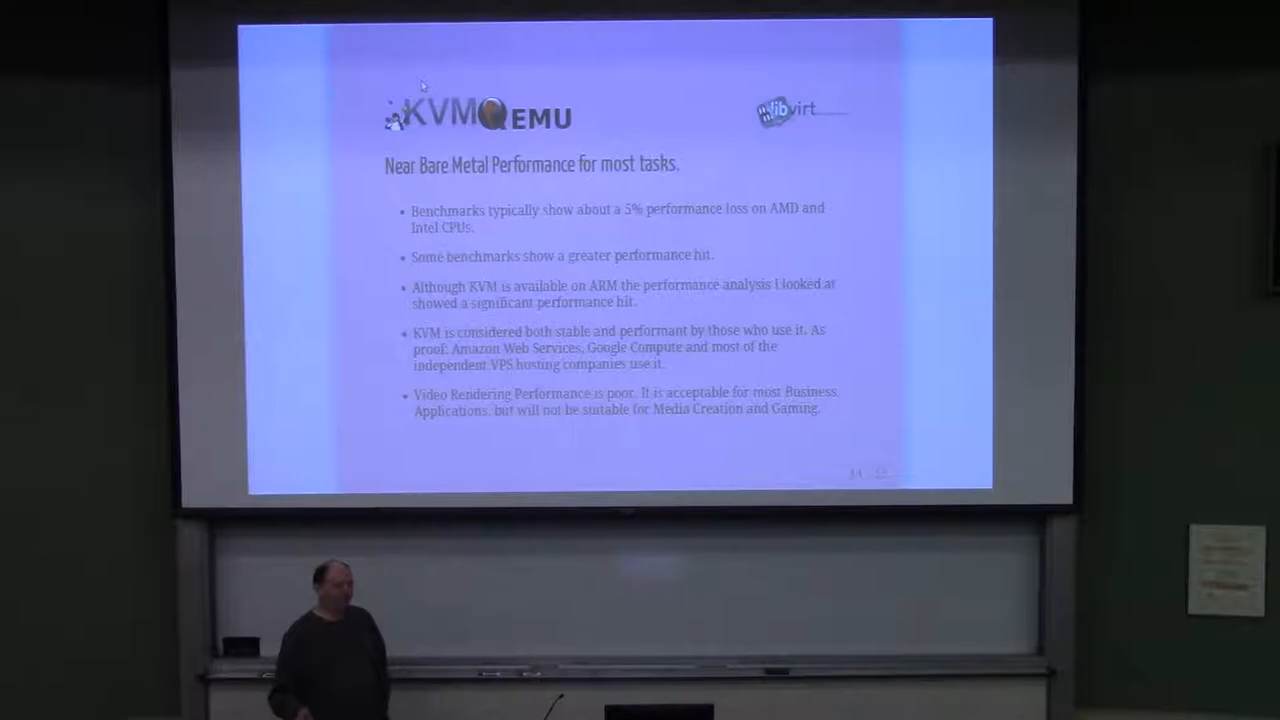 KVM QEMU
libvirt
Near Bare Metal Performance for most tasks.
• Benchmarks typically show about a 5% performance loss on AMD and
Intel CPUs.
• Some benchmarks show a greater performance hit.
• Although KVM is available on ARM the performance analysis I looked at
showed a significant performance hit.
• KVM is considered both stable and performant by those who use it. As
proof: Amazon Web Services, Google Compute and most of the
independent VPS hosting companies use it.
• Video Rendering Performance is poor. It is acceptable for most Business
Applications, but will not be suitable for Media Creation and Gaming.